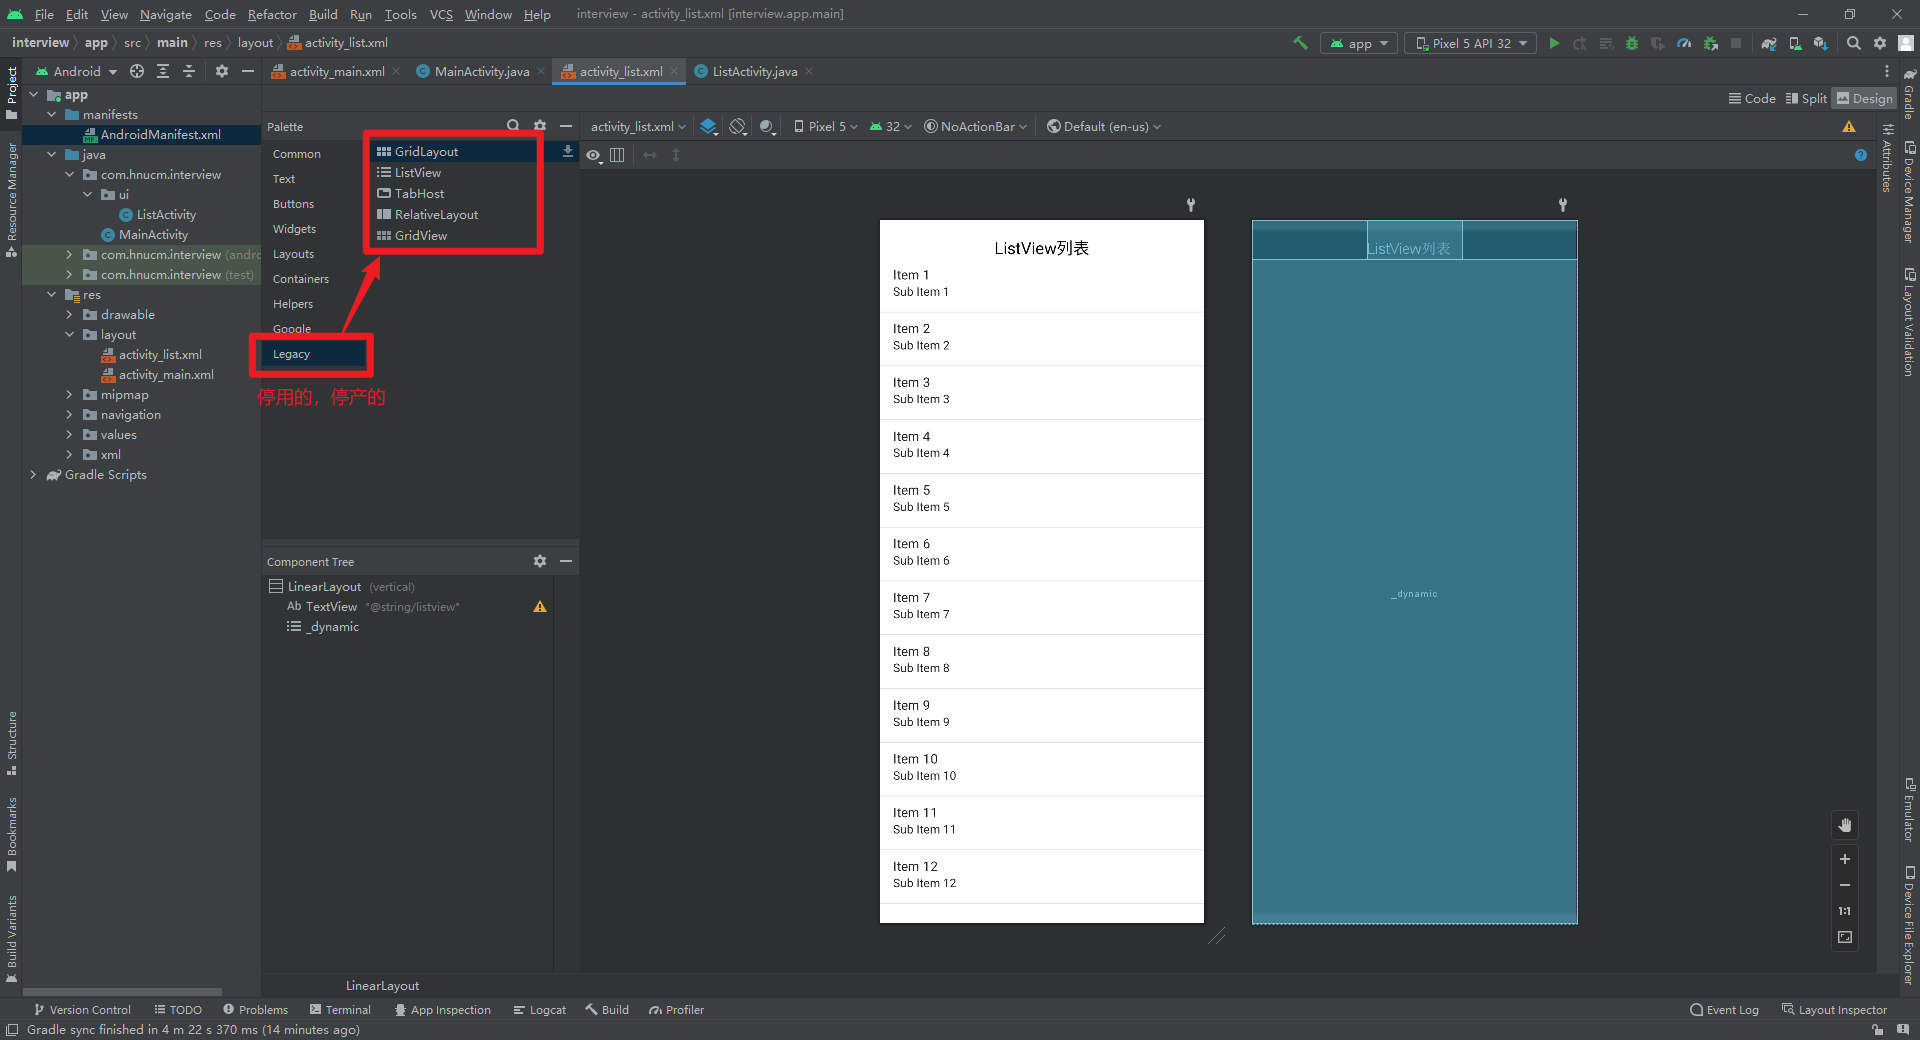 File Edit View Navigate Code Refactor Build Run Tools VCS Window Help interview - activity_list.xml [interview.app.main]
interview app src main res layout activity_list.xml
app Pixel 5 API 32
Android
activity_main.xml MainActivity.java activity_list.xml ListActivity.java
Code Split Design
Project
Resource Manager
Structure
Bookmarks
Build Variants
app
manifests
AndroidManifest.xml
java
com.hnucm.interview
ui
ListActivity
MainActivity
com.hnucm.interview (andro
com.hnucm.interview (test)
res
drawable
layout
activity_list.xml
activity_main.xml
mipmap
navigation
values
xml
Gradle Scripts
Palette
Common
Text
Buttons
Widgets
Layouts
Containers
Helpers
Google
Legacy
GridLayout
ListView
TabHost
RelativeLayout
GridView
停用的，停产的
Component Tree
LinearLayout (vertical)
Ab TextView "@string/listview"
_dynamic
activity_list.xml Pixel 5 32 NoActionBar Default (en-us)
ListView列表
Item 1
Sub Item 1
Item 2
Sub Item 2
Item 3
Sub Item 3
Item 4
Sub Item 4
Item 5
Sub Item 5
Item 6
Sub Item 6
Item 7
Sub Item 7
Item 8
Sub Item 8
Item 9
Sub Item 9
Item 10
Sub Item 10
Item 11
Sub Item 11
Item 12
Sub Item 12
ListView列表
_dynamic
1:1
Gradle
Attributes
Device Manager
Layout Validation
Emulator
Device File Explorer
LinearLayout
Version Control TODO Problems Terminal App Inspection Logcat Build Profiler Event Log Layout Inspector
Gradle sync finished in 4 m 22 s 370 ms (14 minutes ago)